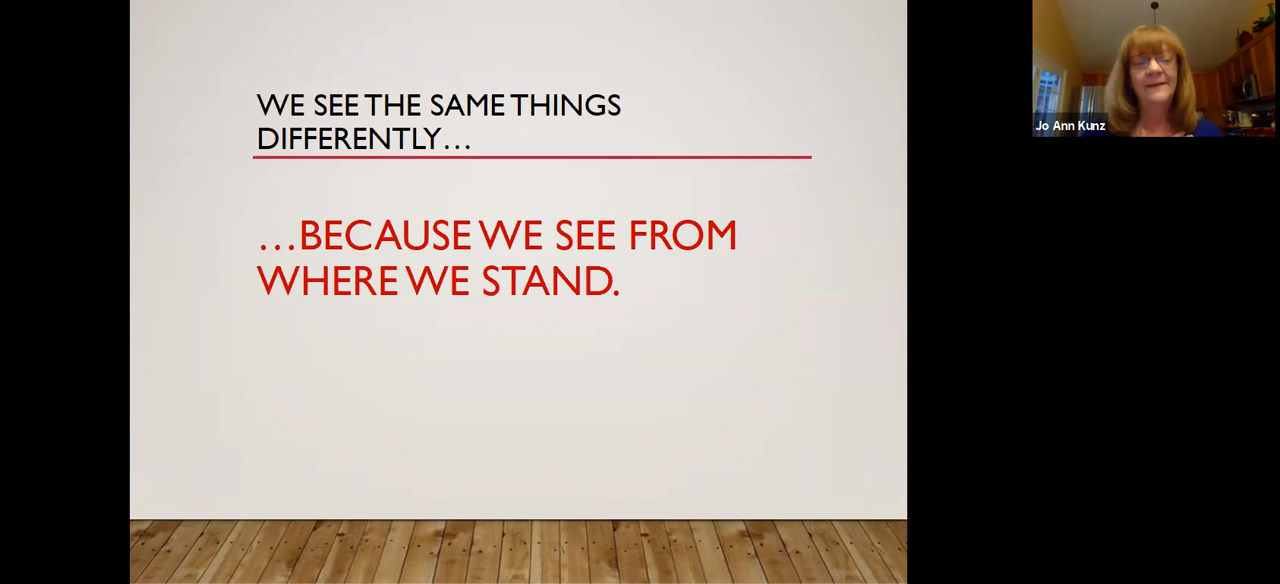 WE SEE THE SAME THINGS
DIFFERENTLY…
…BECAUSE WE SEE FROM
WHERE WE STAND.
Jo Ann Kunz